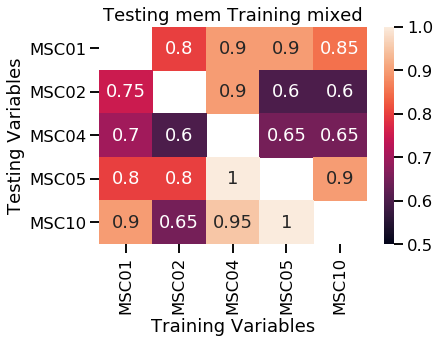 Testing mem Training mixed
Testing Variables
MSC01 0.8 0.9 0.9 0.85
MSC02 0.75 0.9 0.6 0.6
MSC04 0.7 0.6 0.65 0.65
MSC05 0.8 0.8 1 0.9
MSC10 0.9 0.65 0.95 1
MSC01 MSC02 MSC04 MSC05 MSC10
Training Variables
1.0
0.9
0.8
0.7
0.6
0.5